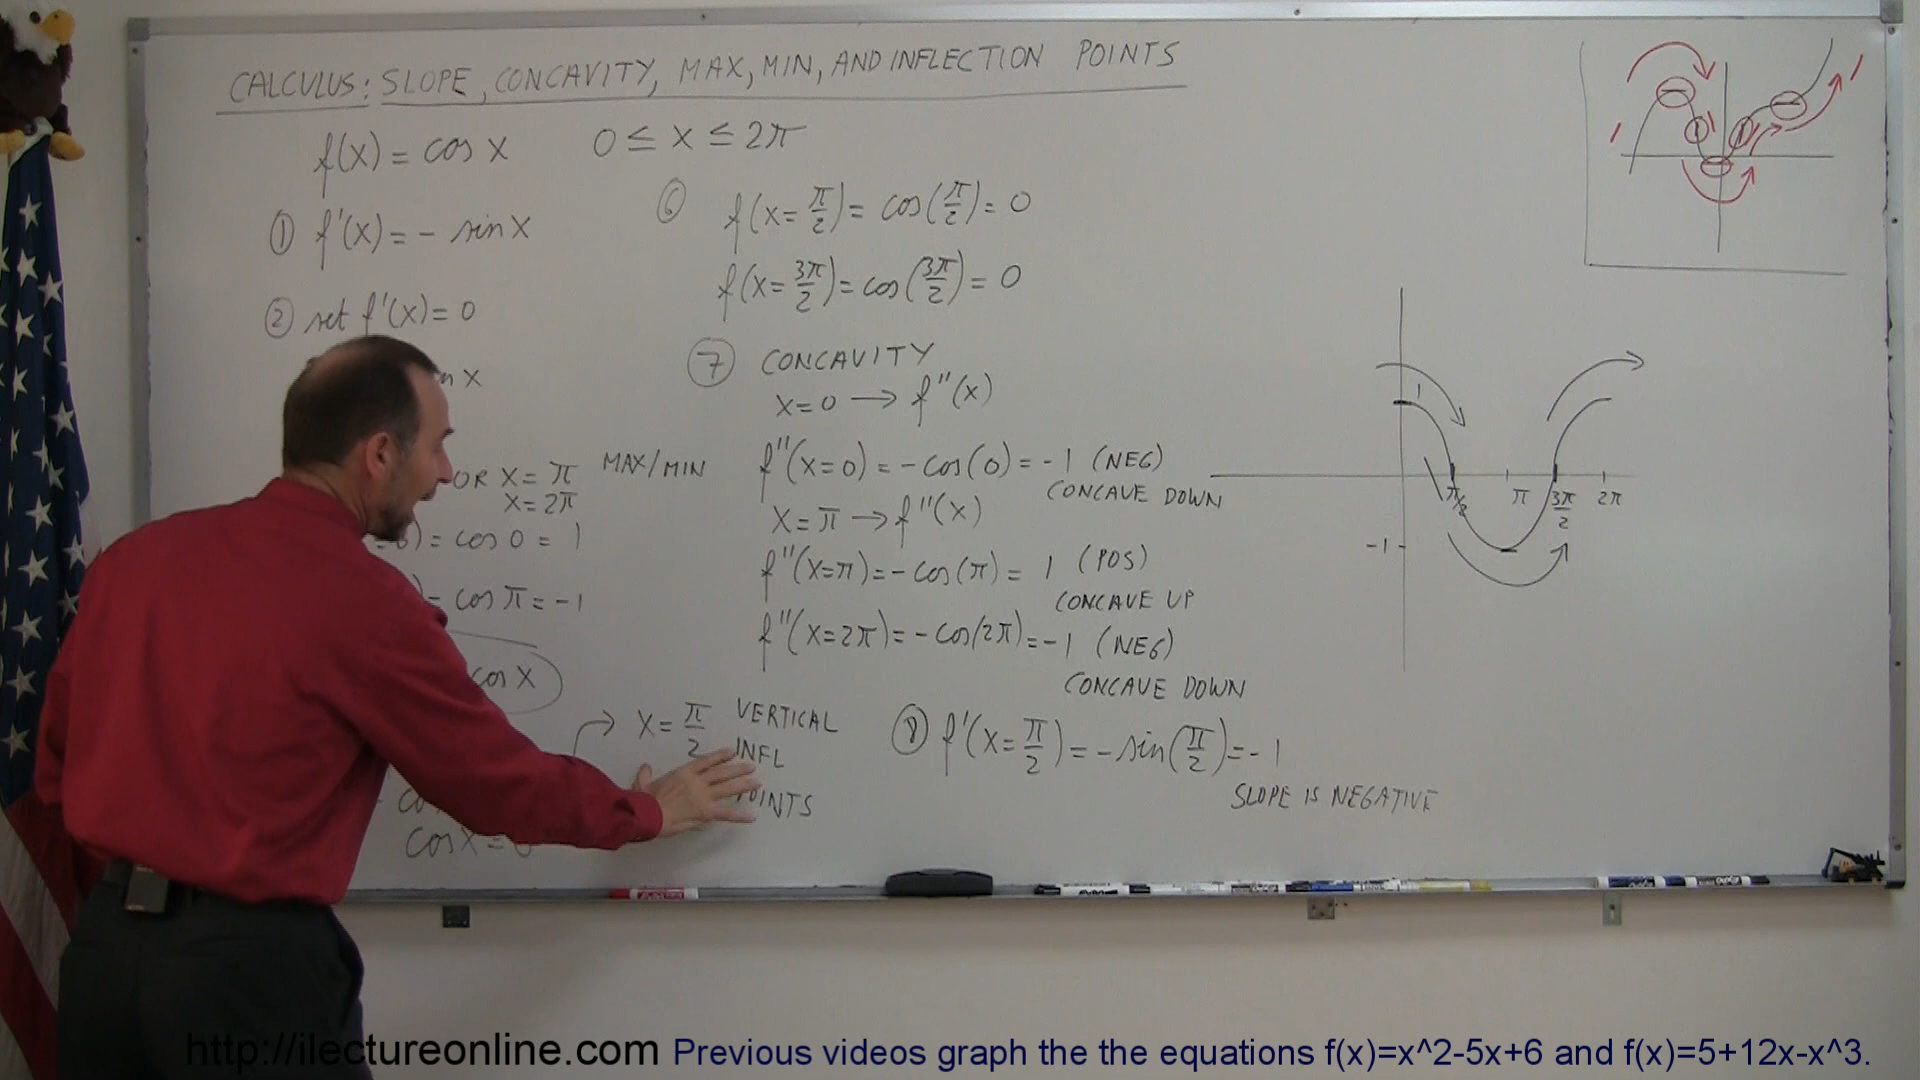 CALCULUS: SLOPE, CONCAVITY, MAX, MIN, AND INFLECTION POINTS
f(x) = cos x 0 ≤ x ≤ 2π
① f'(x) = - sin x
② set f'(x) = 0
x
OR x = π MAX/MIN
x = 2π
) = cos 0 = 1
) = cos π = -1
cos x
cos x =
→ x = π/2 VERTICAL
INFL
POINTS
⑥ f(x = π/2) = cos(π/2) = 0
f(x = 3π/2) = cos(3π/2) = 0
⑦ CONCAVITY
x = 0 → f''(x)
f''(x=0) = -cos(0) = -1 (NEG)
CONCAVE DOWN
x = π → f''(x)
f''(x=π) = -cos(π) = 1 (POS)
CONCAVE UP
f''(x=2π) = -cos(2π) = -1 (NEG)
CONCAVE DOWN
⑧ f'(x = π/2) = -sin(π/2) = -1
SLOPE IS NEGATIVE
1
π/2 π 3π/2 2π
-1
http://ilectureonline.com Previous videos graph the the equations f(x)=x^2-5x+6 and f(x)=5+12x-x^3.